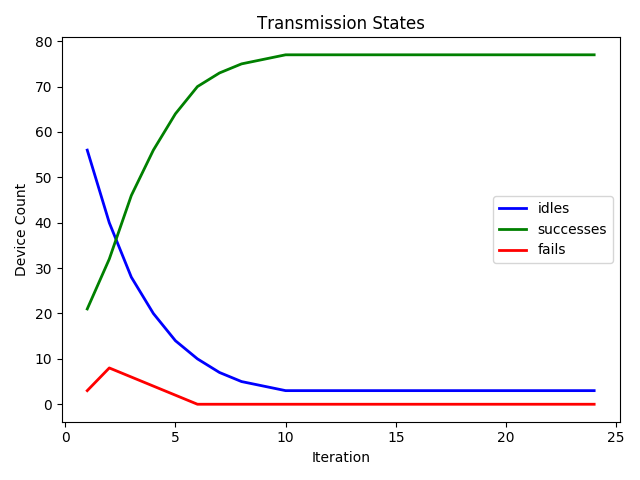 Transmission States
80
70
60
50
40
30
20
10
0
Device Count
idles
successes
fails
0 5 10 15 20 25
Iteration